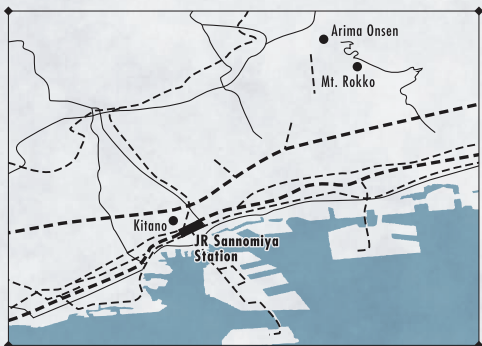 Arima Onsen
Mt. Rokko
Kitano
JR Sannomiya
Station